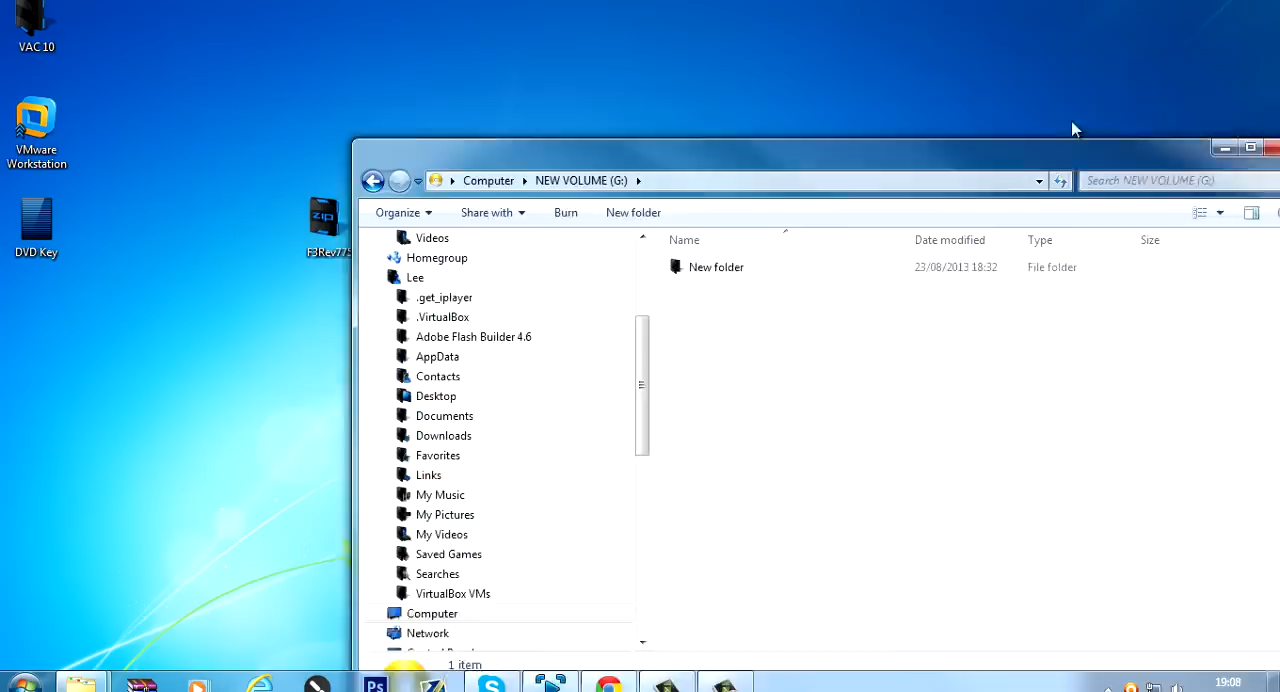 VAC 10
VMware
Workstation
DVD Key
zip
F3Rev775
Computer
NEW VOLUME (G:)
Search NEW VOLUME (G:)
Organize
Share with
Burn
New folder
Videos
Homegroup
Lee
.get_iplayer
.VirtualBox
Adobe Flash Builder 4.6
AppData
Contacts
Desktop
Documents
Downloads
Favorites
Links
My Music
My Pictures
My Videos
Saved Games
Searches
VirtualBox VMs
Computer
Network
Name Date modified Type Size
New folder 23/08/2013 18:32 File folder
1 item
Ps
19:08